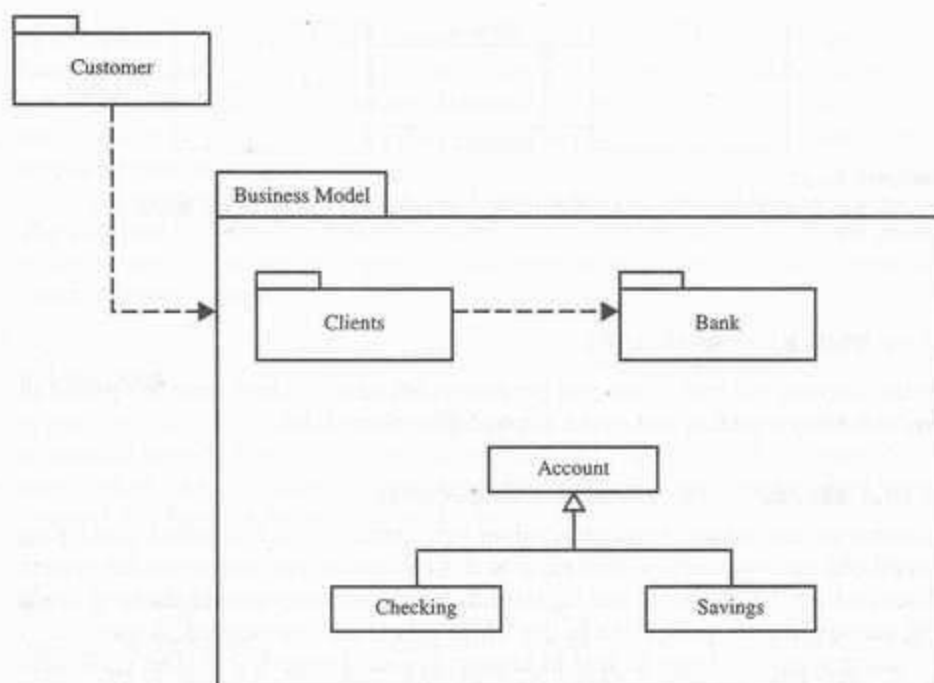 Customer
Business Model
Clients
Bank
Account
Checking
Savings